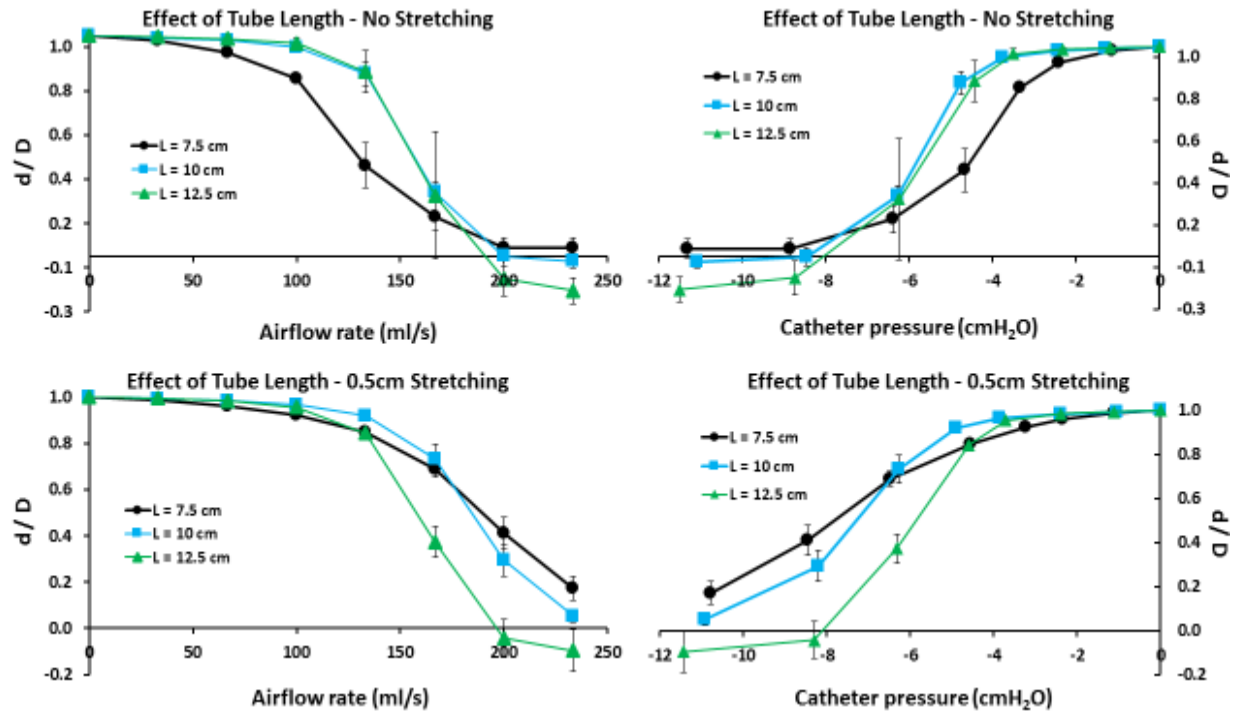 Effect of Tube Length - No Stretching
1.0
0.8
0.6
0.4
0.2
-0.1
-0.3
d / D
L = 7.5 cm
L = 10 cm
L = 12.5 cm
0
50
100
150
200
250
Airflow rate (ml/s)
Effect of Tube Length - No Stretching
L = 7.5 cm
L = 10 cm
L = 12.5 cm
1.0
0.8
0.6
0.4
0.2
-0.1
-0.3
d / D
-12
-10
-8
-6
-4
-2
0
Catheter pressure (cmH₂O)
Effect of Tube Length - 0.5cm Stretching
1.0
0.8
0.6
0.4
0.2
0.0
-0.2
d / D
L = 7.5 cm
L = 10 cm
L = 12.5 cm
0
50
100
150
200
250
Airflow rate (ml/s)
Effect of Tube Length - 0.5cm Stretching
L = 7.5 cm
L = 10 cm
L = 12.5 cm
1.0
0.8
0.6
0.4
0.2
0.0
-0.2
d / D
-12
-10
-8
-6
-4
-2
0
Catheter pressure (cmH₂O)